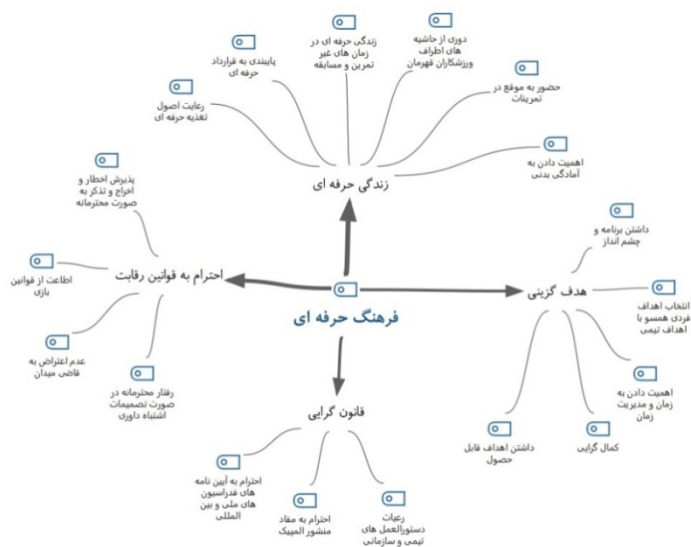 دوری از حاشیه
های اطراف
ورزشکاران قهرمان
زندگی حرفه ای در
زمان های غیر
تمرین و مسابقه
پایبندی به قرارداد
حرفه ای
رعایت اصول
تغذیه حرفه ای
حضور به موقع در
تمرینات
اهمیت دادن به
آمادگی بدنی
زندگی حرفه ای
پذیرش اخطار و
اخراج و تذکر به
صورت محترمانه
اطاعت از قوانین
بازی
عدم اعتراض به
قاضی میدان
رفتار محترمانه در
صورت تصمیمات
اشتباه داوری
احترام به قوانین رقابت
فرهنگ حرفه ای
هدف گزینی
داشتن برنامه و
چشم انداز
انتخاب اهداف
فردی همسو با
اهداف تیمی
اهمیت دادن به
زمان و مدیریت
زمان
کمال گرایی
داشتن اهداف قابل
حصول
قانون گرایی
احترام به آیین نامه
های فدراسیون
های ملی و بین
المللی
احترام به مفاد
منشور المپیک
رعیات
دستورالعمل های
تیمی و سازمانی